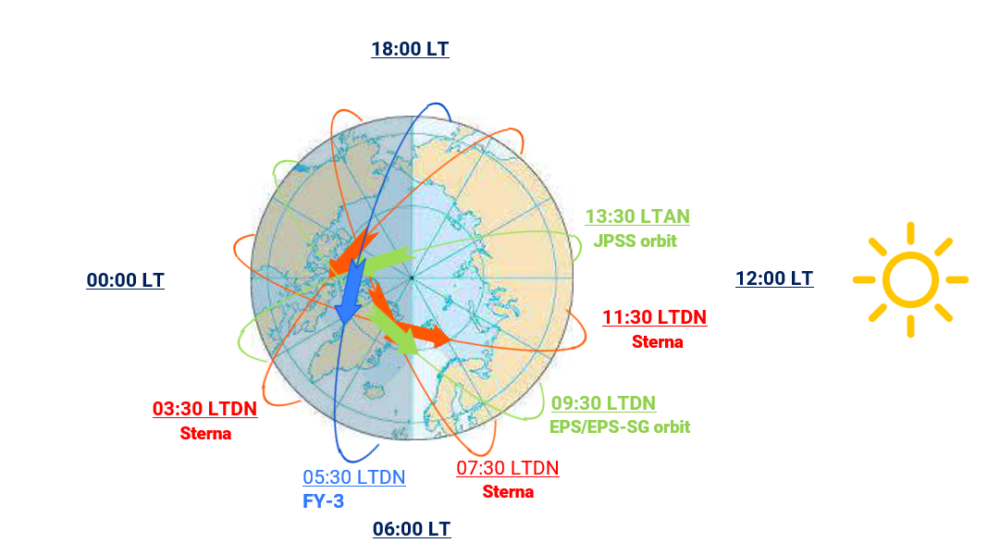 18:00 LT
13:30 LTAN
JPSS orbit
00:00 LT
12:00 LT
11:30 LTDN
Sterna
03:30 LTDN
Sterna
09:30 LTDN
EPS/EPS-SG orbit
07:30 LTDN
Sterna
05:30 LTDN
FY-3
06:00 LT